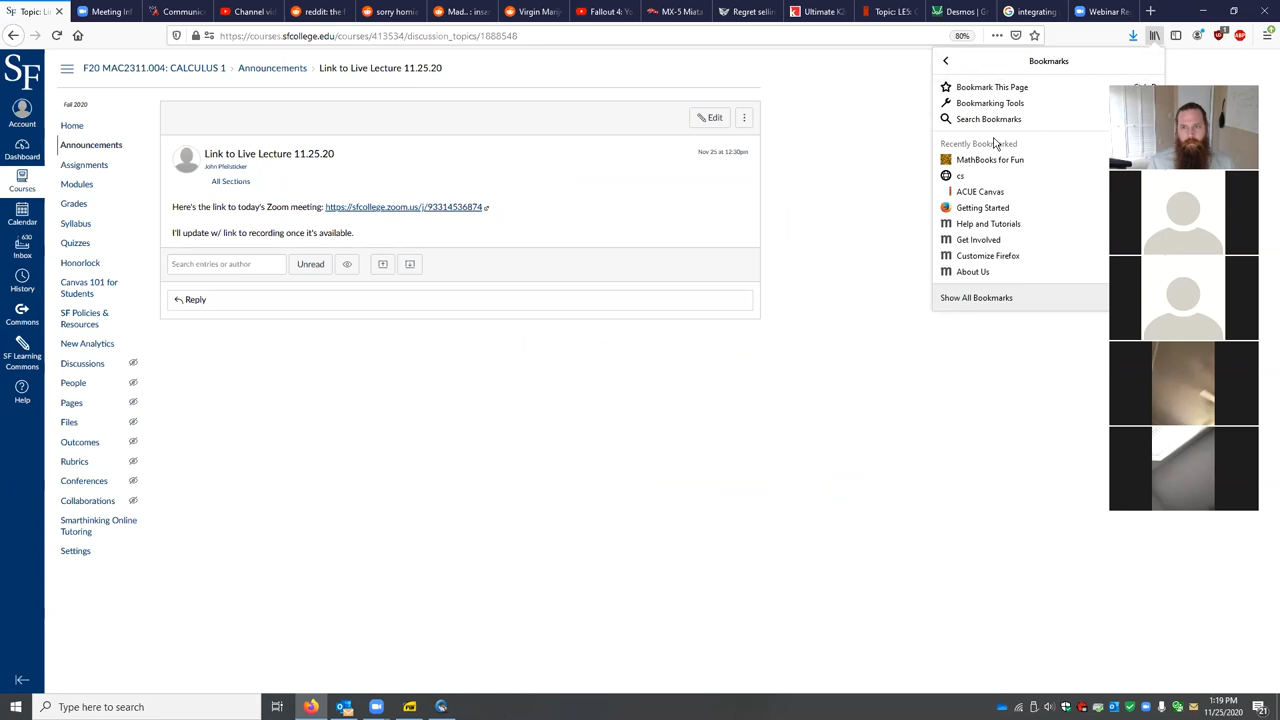 Topic: Li
Meeting Inf
Communic
Channel vi
reddit: the
sorry homie
Mad... : i
Virgin Marij
Fallout 4: Yo
MX-5 Miata
Regret sellin
Ultimate K2
Topic: LE5: C
Desmos | G
integrating
Webinar Re
https://courses.sfcollege.edu/courses/413534/discussion_topics/1888548
80%
SF
F20 MAC2311.004: CALCULUS 1 > Announcements > Link to Live Lecture 11.25.20
Fall 2020
Account
Dashboard
Courses
Calendar
630
Inbox
History
Commons
SF Learning
Commons
Help
Home
Announcements
Assignments
Modules
Grades
Syllabus
Quizzes
Honorlock
Canvas 101 for
Students
SF Policies &
Resources
New Analytics
Discussions
People
Pages
Files
Outcomes
Rubrics
Conferences
Collaborations
Smarthinking Online
Tutoring
Settings
Edit
Link to Live Lecture 11.25.20
Nov 25 at 12:30pm
John Pfeilsticker
All Sections
Here's the link to today's Zoom meeting: https://sfcollege.zoom.us/j/93314536874
I'll update w/ link to recording once it's available.
Search entries or author
Unread
Reply
Bookmarks
Bookmark This Page
Bookmarking Tools
Search Bookmarks
Recently Bookmarked
MathBooks for Fun
cs
ACUE Canvas
Getting Started
Help and Tutorials
Get Involved
Customize Firefox
About Us
Show All Bookmarks
Type here to search
1:19 PM
11/25/2020
21